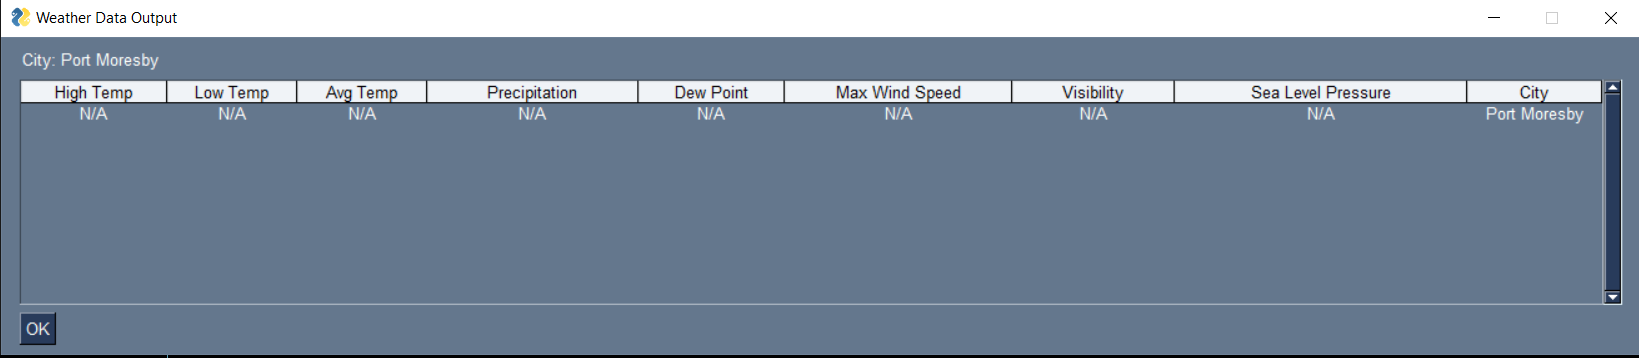 Weather Data Output
City: Port Moresby
High Temp Low Temp Avg Temp Precipitation Dew Point Max Wind Speed Visibility Sea Level Pressure City
N/A N/A N/A N/A N/A N/A N/A N/A Port Moresby
OK